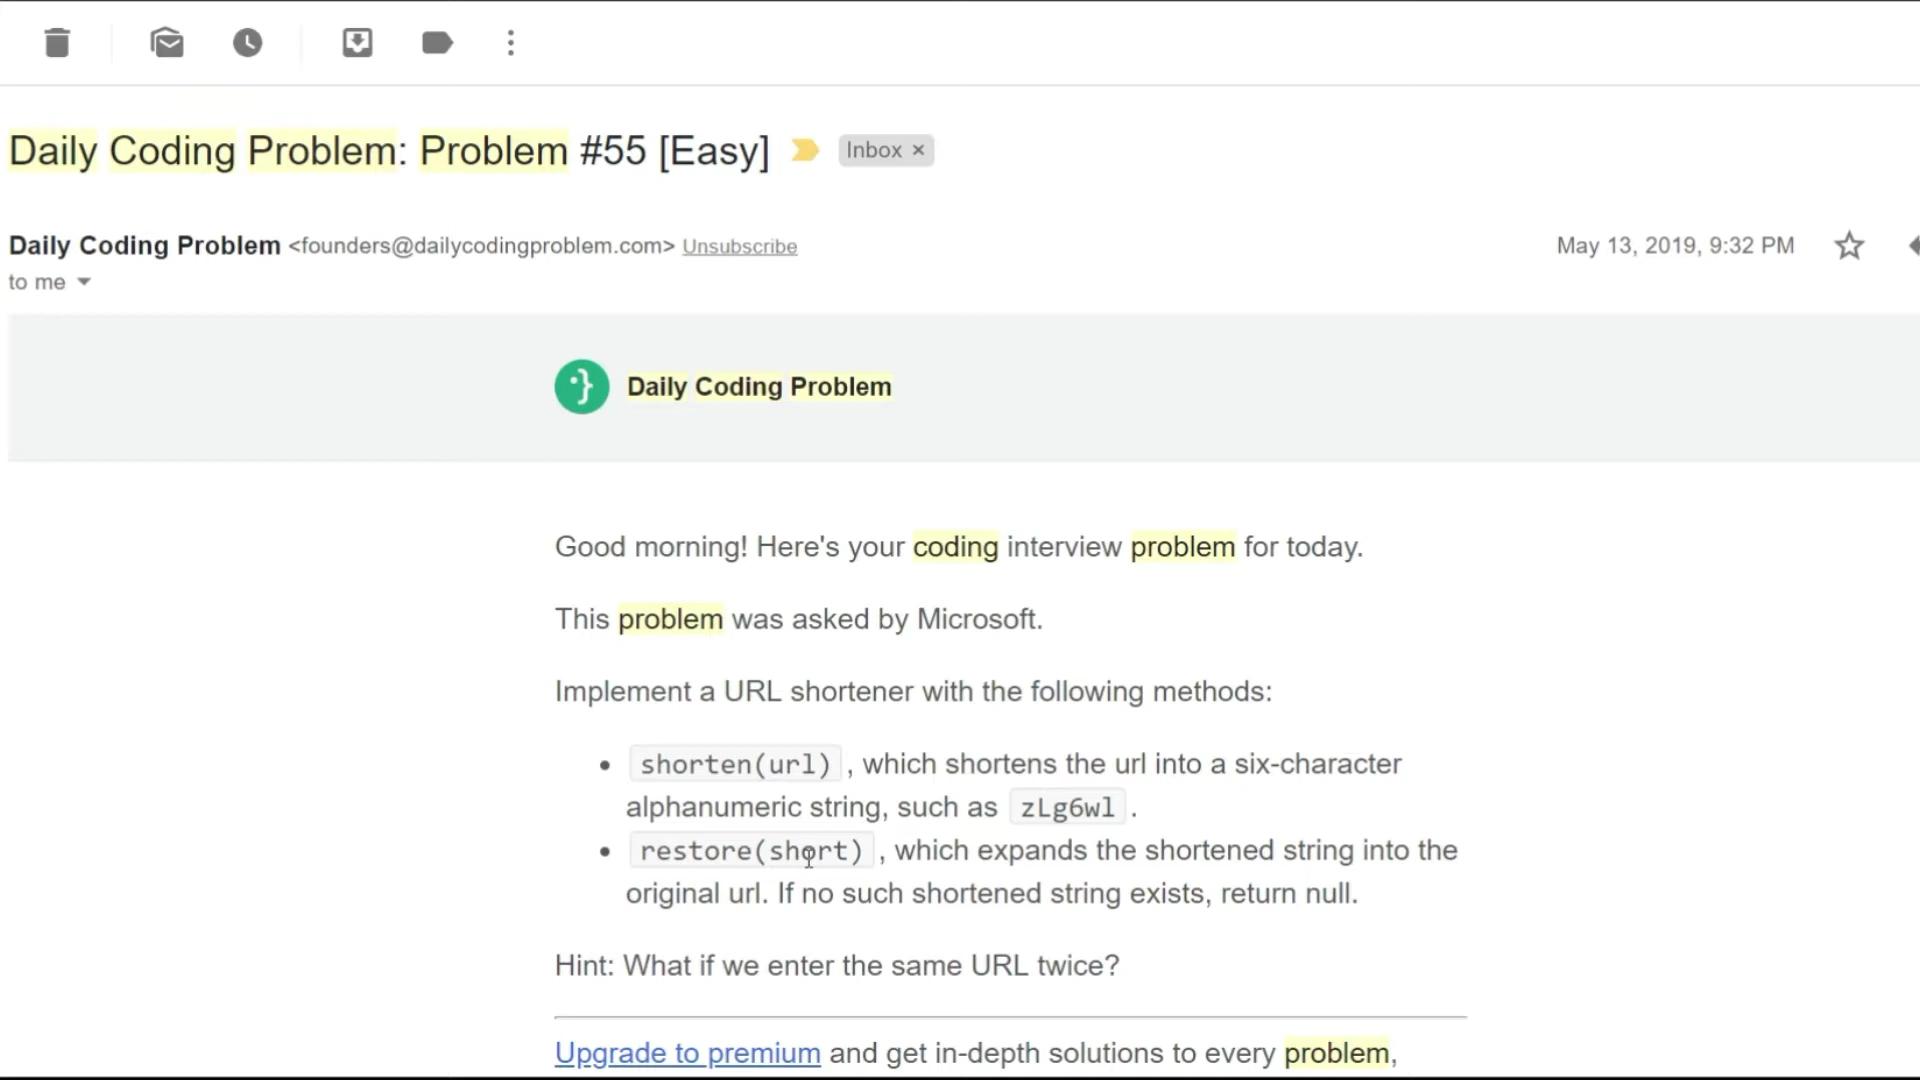 Daily Coding Problem: Problem #55 [Easy] Inbox ×
Daily Coding Problem <founders@dailycodingproblem.com> Unsubscribe May 13, 2019, 9:32 PM
to me
Daily Coding Problem
Good morning! Here's your coding interview problem for today.
This problem was asked by Microsoft.
Implement a URL shortener with the following methods:
• shorten(url) , which shortens the url into a six-character
alphanumeric string, such as zLg6wl .
• restore(short) , which expands the shortened string into the
original url. If no such shortened string exists, return null.
Hint: What if we enter the same URL twice?
Upgrade to premium and get in-depth solutions to every problem,